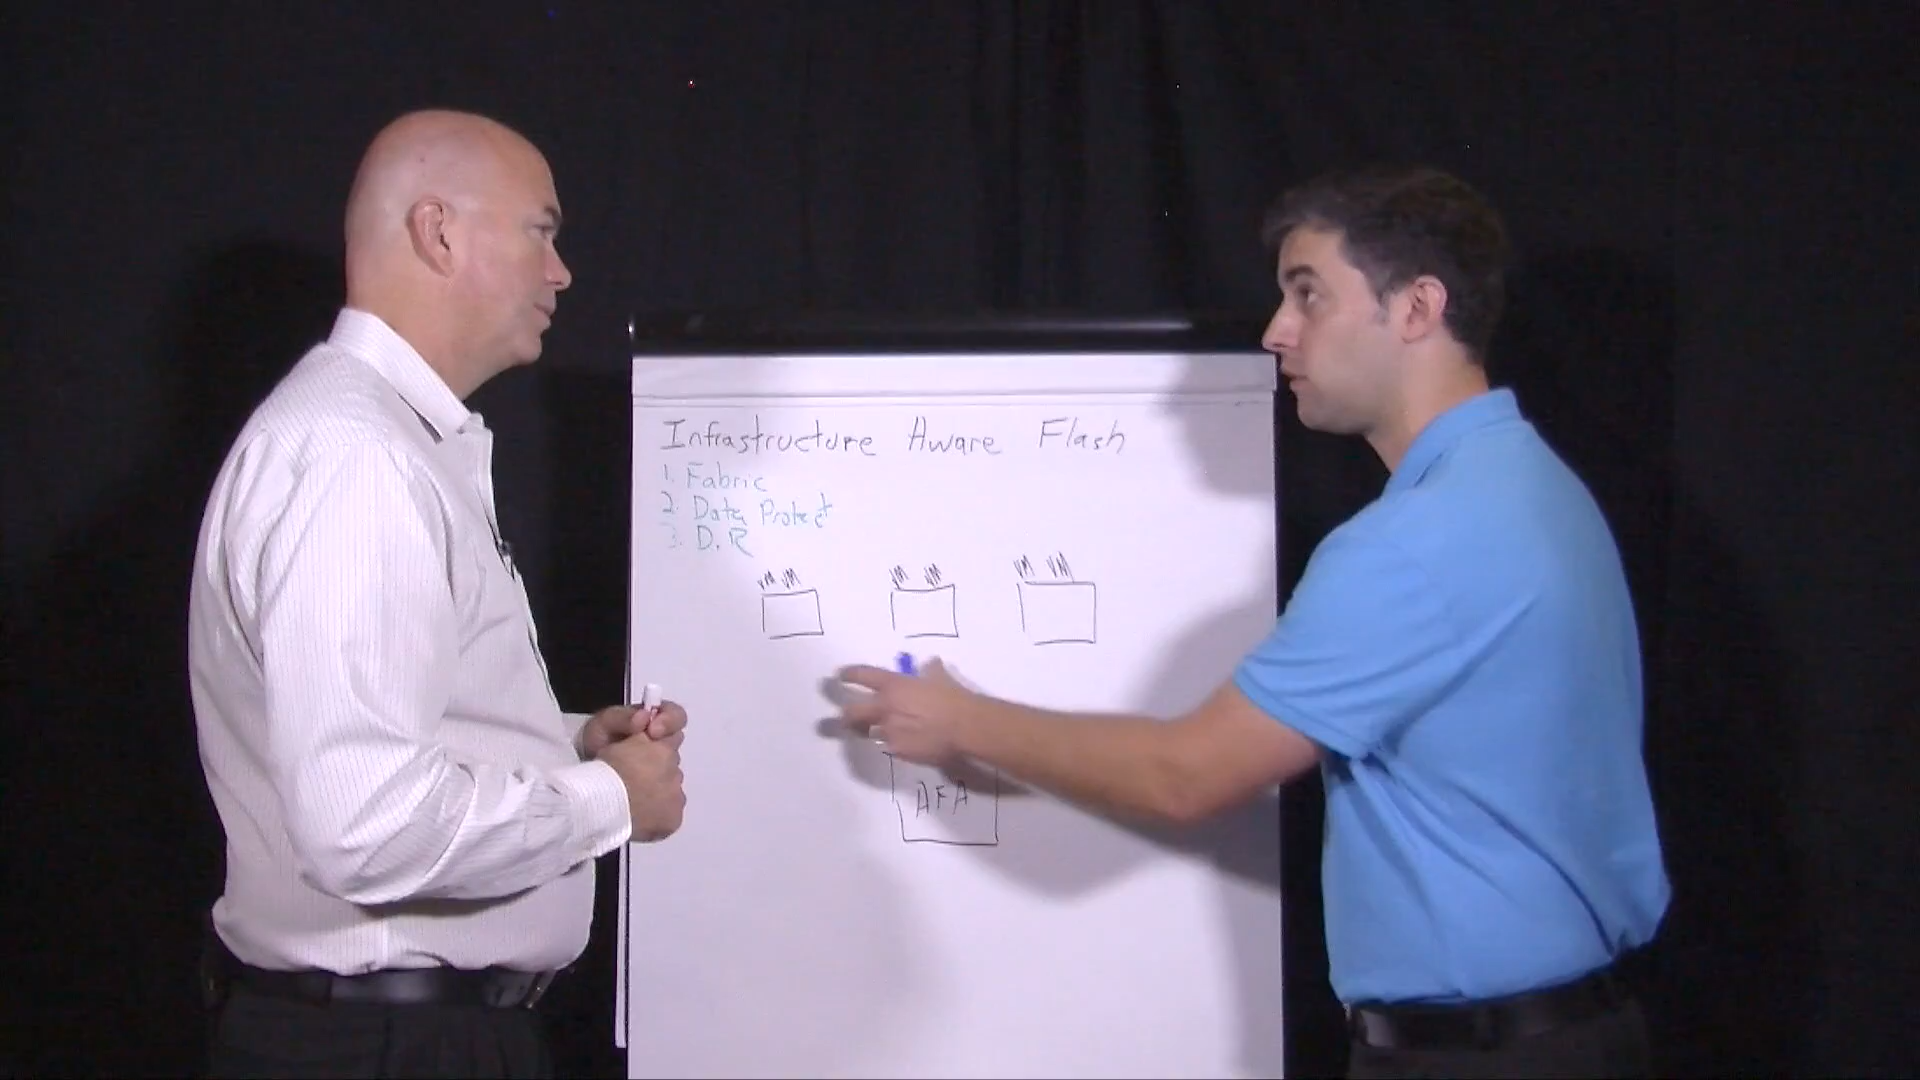 Infrastructure Aware Flash
1. Fabric
2. Data Protect
3. D.R
VM VM VM VM VM VM
AFA